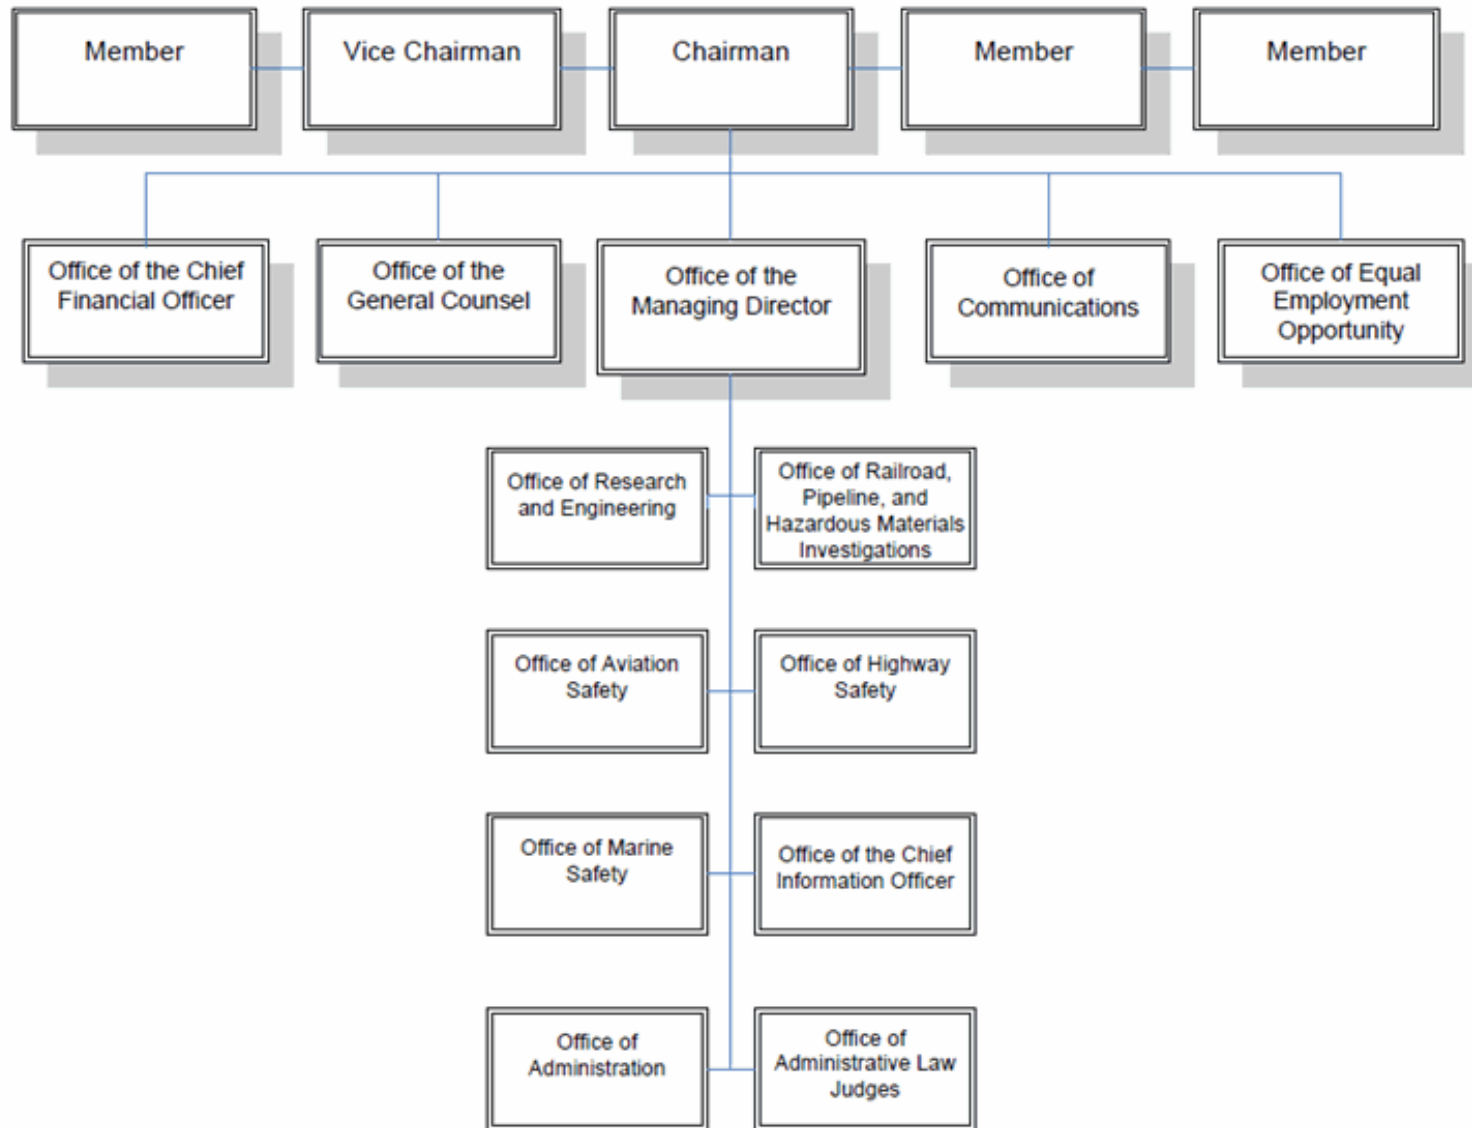 Member
Vice Chairman
Chairman
Member
Member
Office of the Chief
Financial Officer
Office of the
General Counsel
Office of the
Managing Director
Office of
Communications
Office of Equal
Employment
Opportunity
Office of Research
and Engineering
Office of Railroad,
Pipeline, and
Hazardous Materials
Investigations
Office of Aviation
Safety
Office of Highway
Safety
Office of Marine
Safety
Office of the Chief
Information Officer
Office of
Administration
Office of
Administrative Law
Judges